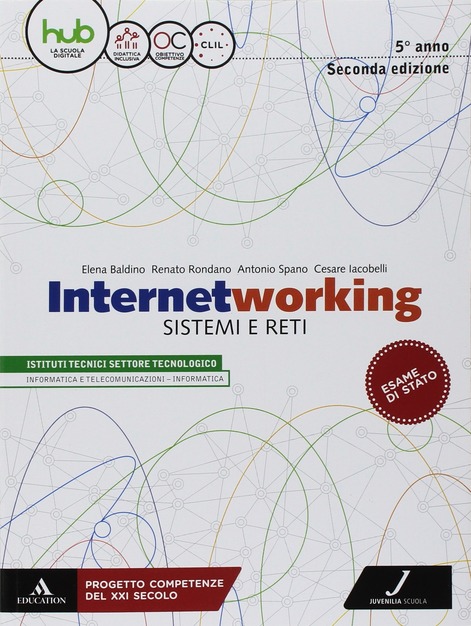 hub
LA SCUOLA
DIGITALE
DIDATTICA
INCLUSIVA
OC
OBIETTIVO
COMPETENZE
CLIL
5° anno
Seconda edizione
Elena Baldino Renato Rondano Antonio Spano Cesare Iacobelli
Internetworking
SISTEMI E RETI
ISTITUTI TECNICI SETTORE TECNOLOGICO
INFORMATICA E TELECOMUNICAZIONI – INFORMATICA
ESAME
DI STATO
A
EDUCATION
PROGETTO COMPETENZE
DEL XXI SECOLO
J
JUVENILIA SCUOLA